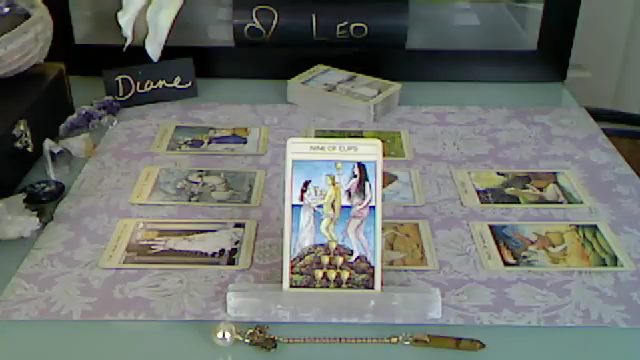 ♌ LEO
Diane
NINE OF CUPS